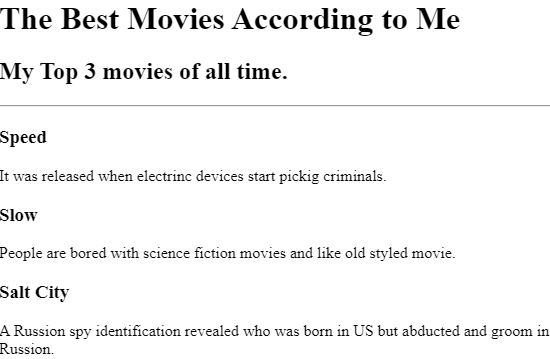 The Best Movies According to Me
My Top 3 movies of all time.
Speed
It was released when electrinc devices start pickig criminals.
Slow
People are bored with science fiction movies and like old styled movie.
Salt City
A Russion spy identification revealed who was born in US but abducted and groom in
Russion.